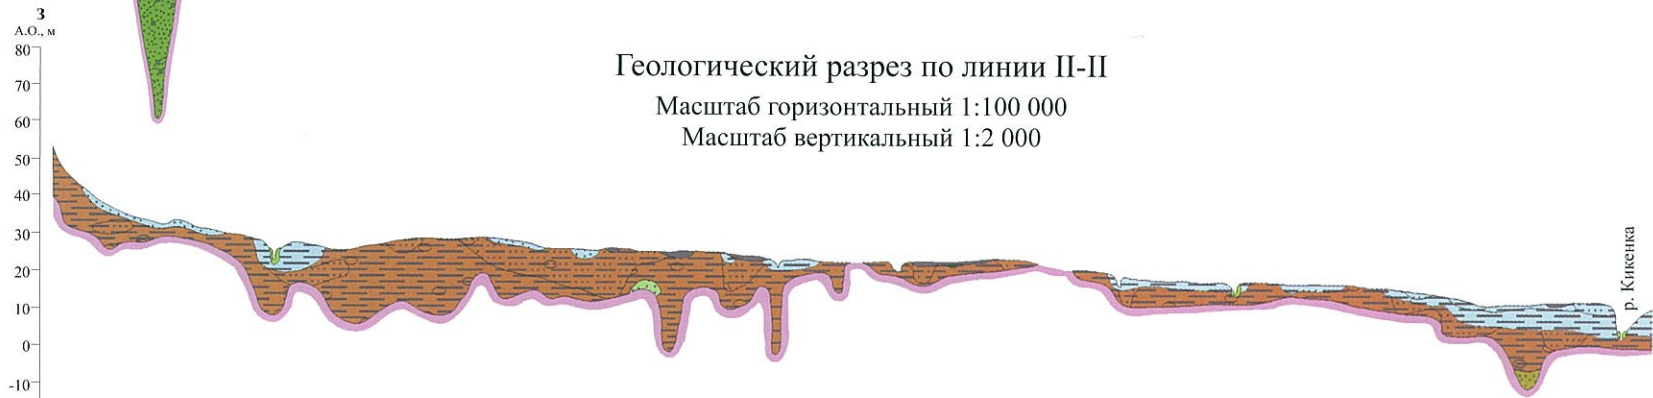 З
А.О., м
80
70
60
50
40
30
20
10
0
-10
Геологический разрез по линии II-II
Масштаб горизонтальный 1:100 000
Масштаб вертикальный 1:2 000
р. Кикенка